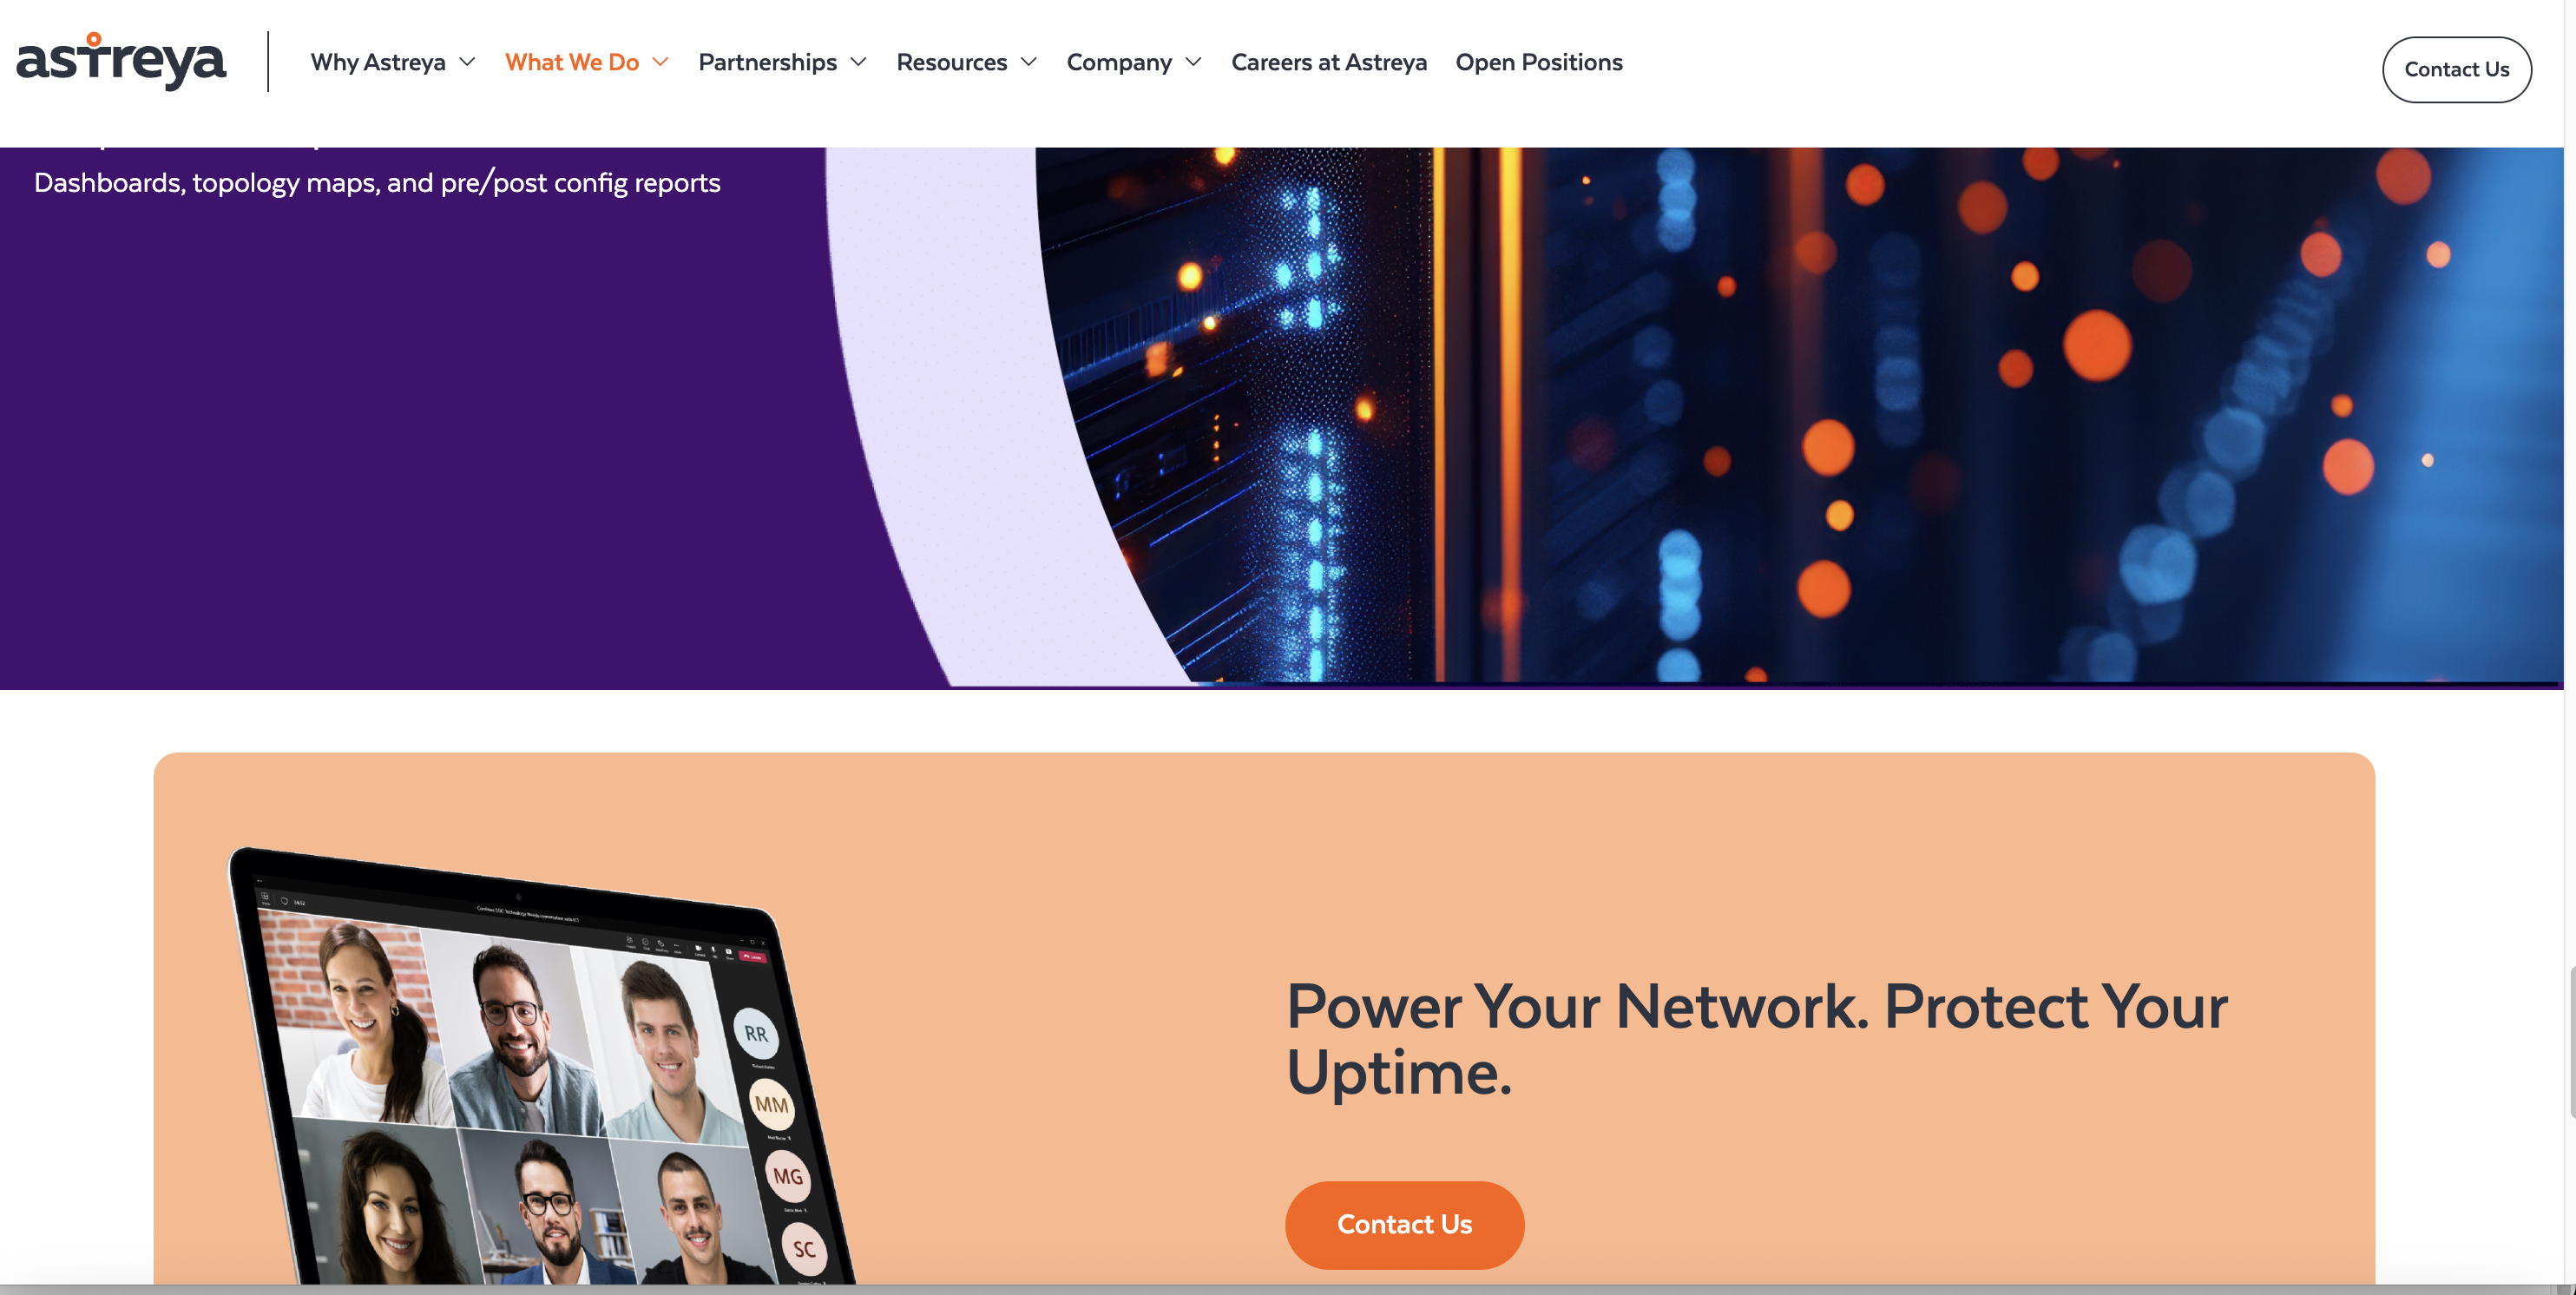 astreya
Why Astreya
What We Do
Partnerships
Resources
Company
Careers at Astreya
Open Positions
Contact Us
Dashboards, topology maps, and pre/post config reports
RR
MM
MG
SC
Power Your Network. Protect Your
Uptime.
Contact Us